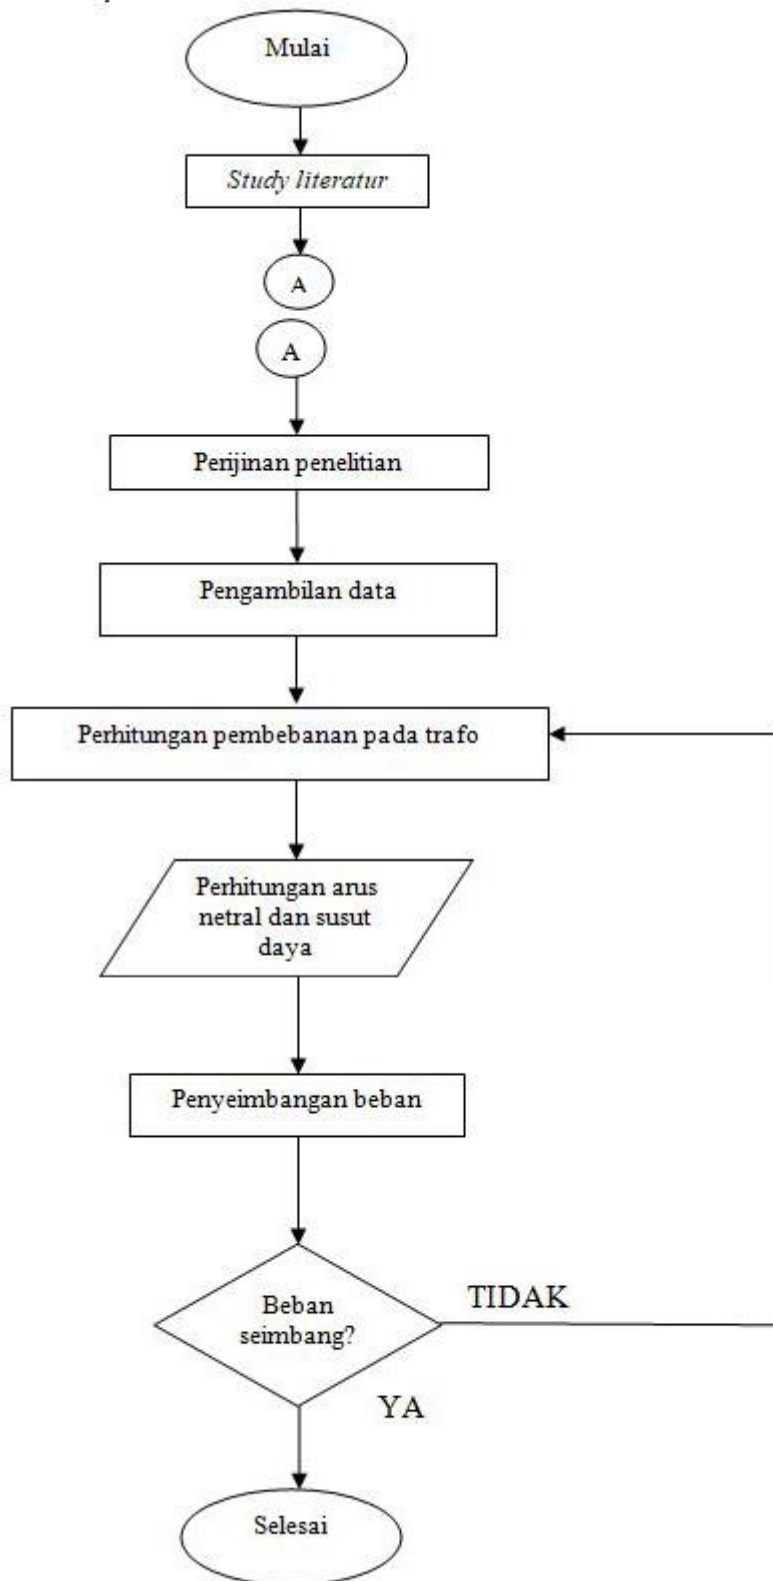 Mulai
Study literatur
A
A
Perijinan penelitian
Pengambilan data
Perhitungan pembebanan pada trafo
Perhitungan arus
netral dan susut
daya
Penyeimbangan beban
Beban
seimbang?
TIDAK
YA
Selesai